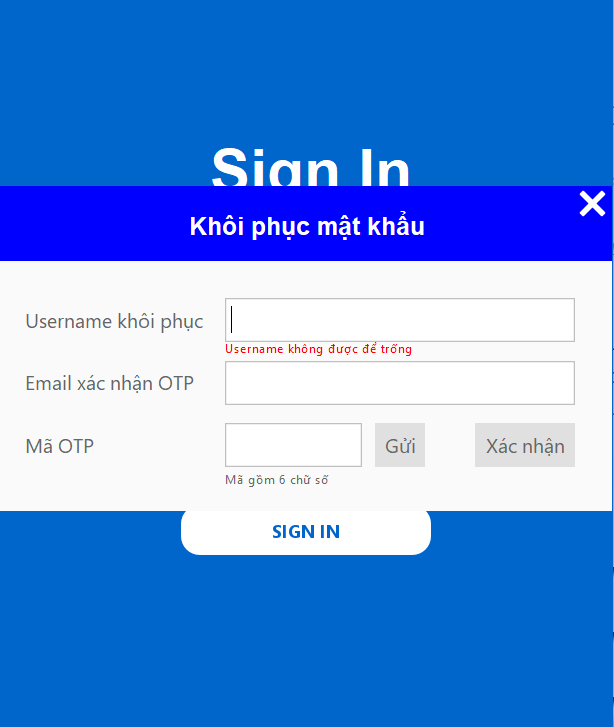 Sign In
Khôi phục mật khẩu
Username khôi phục
Username không được để trống
Email xác nhận OTP
Mã OTP
Gửi
Xác nhận
Mã gồm 6 chữ số
SIGN IN